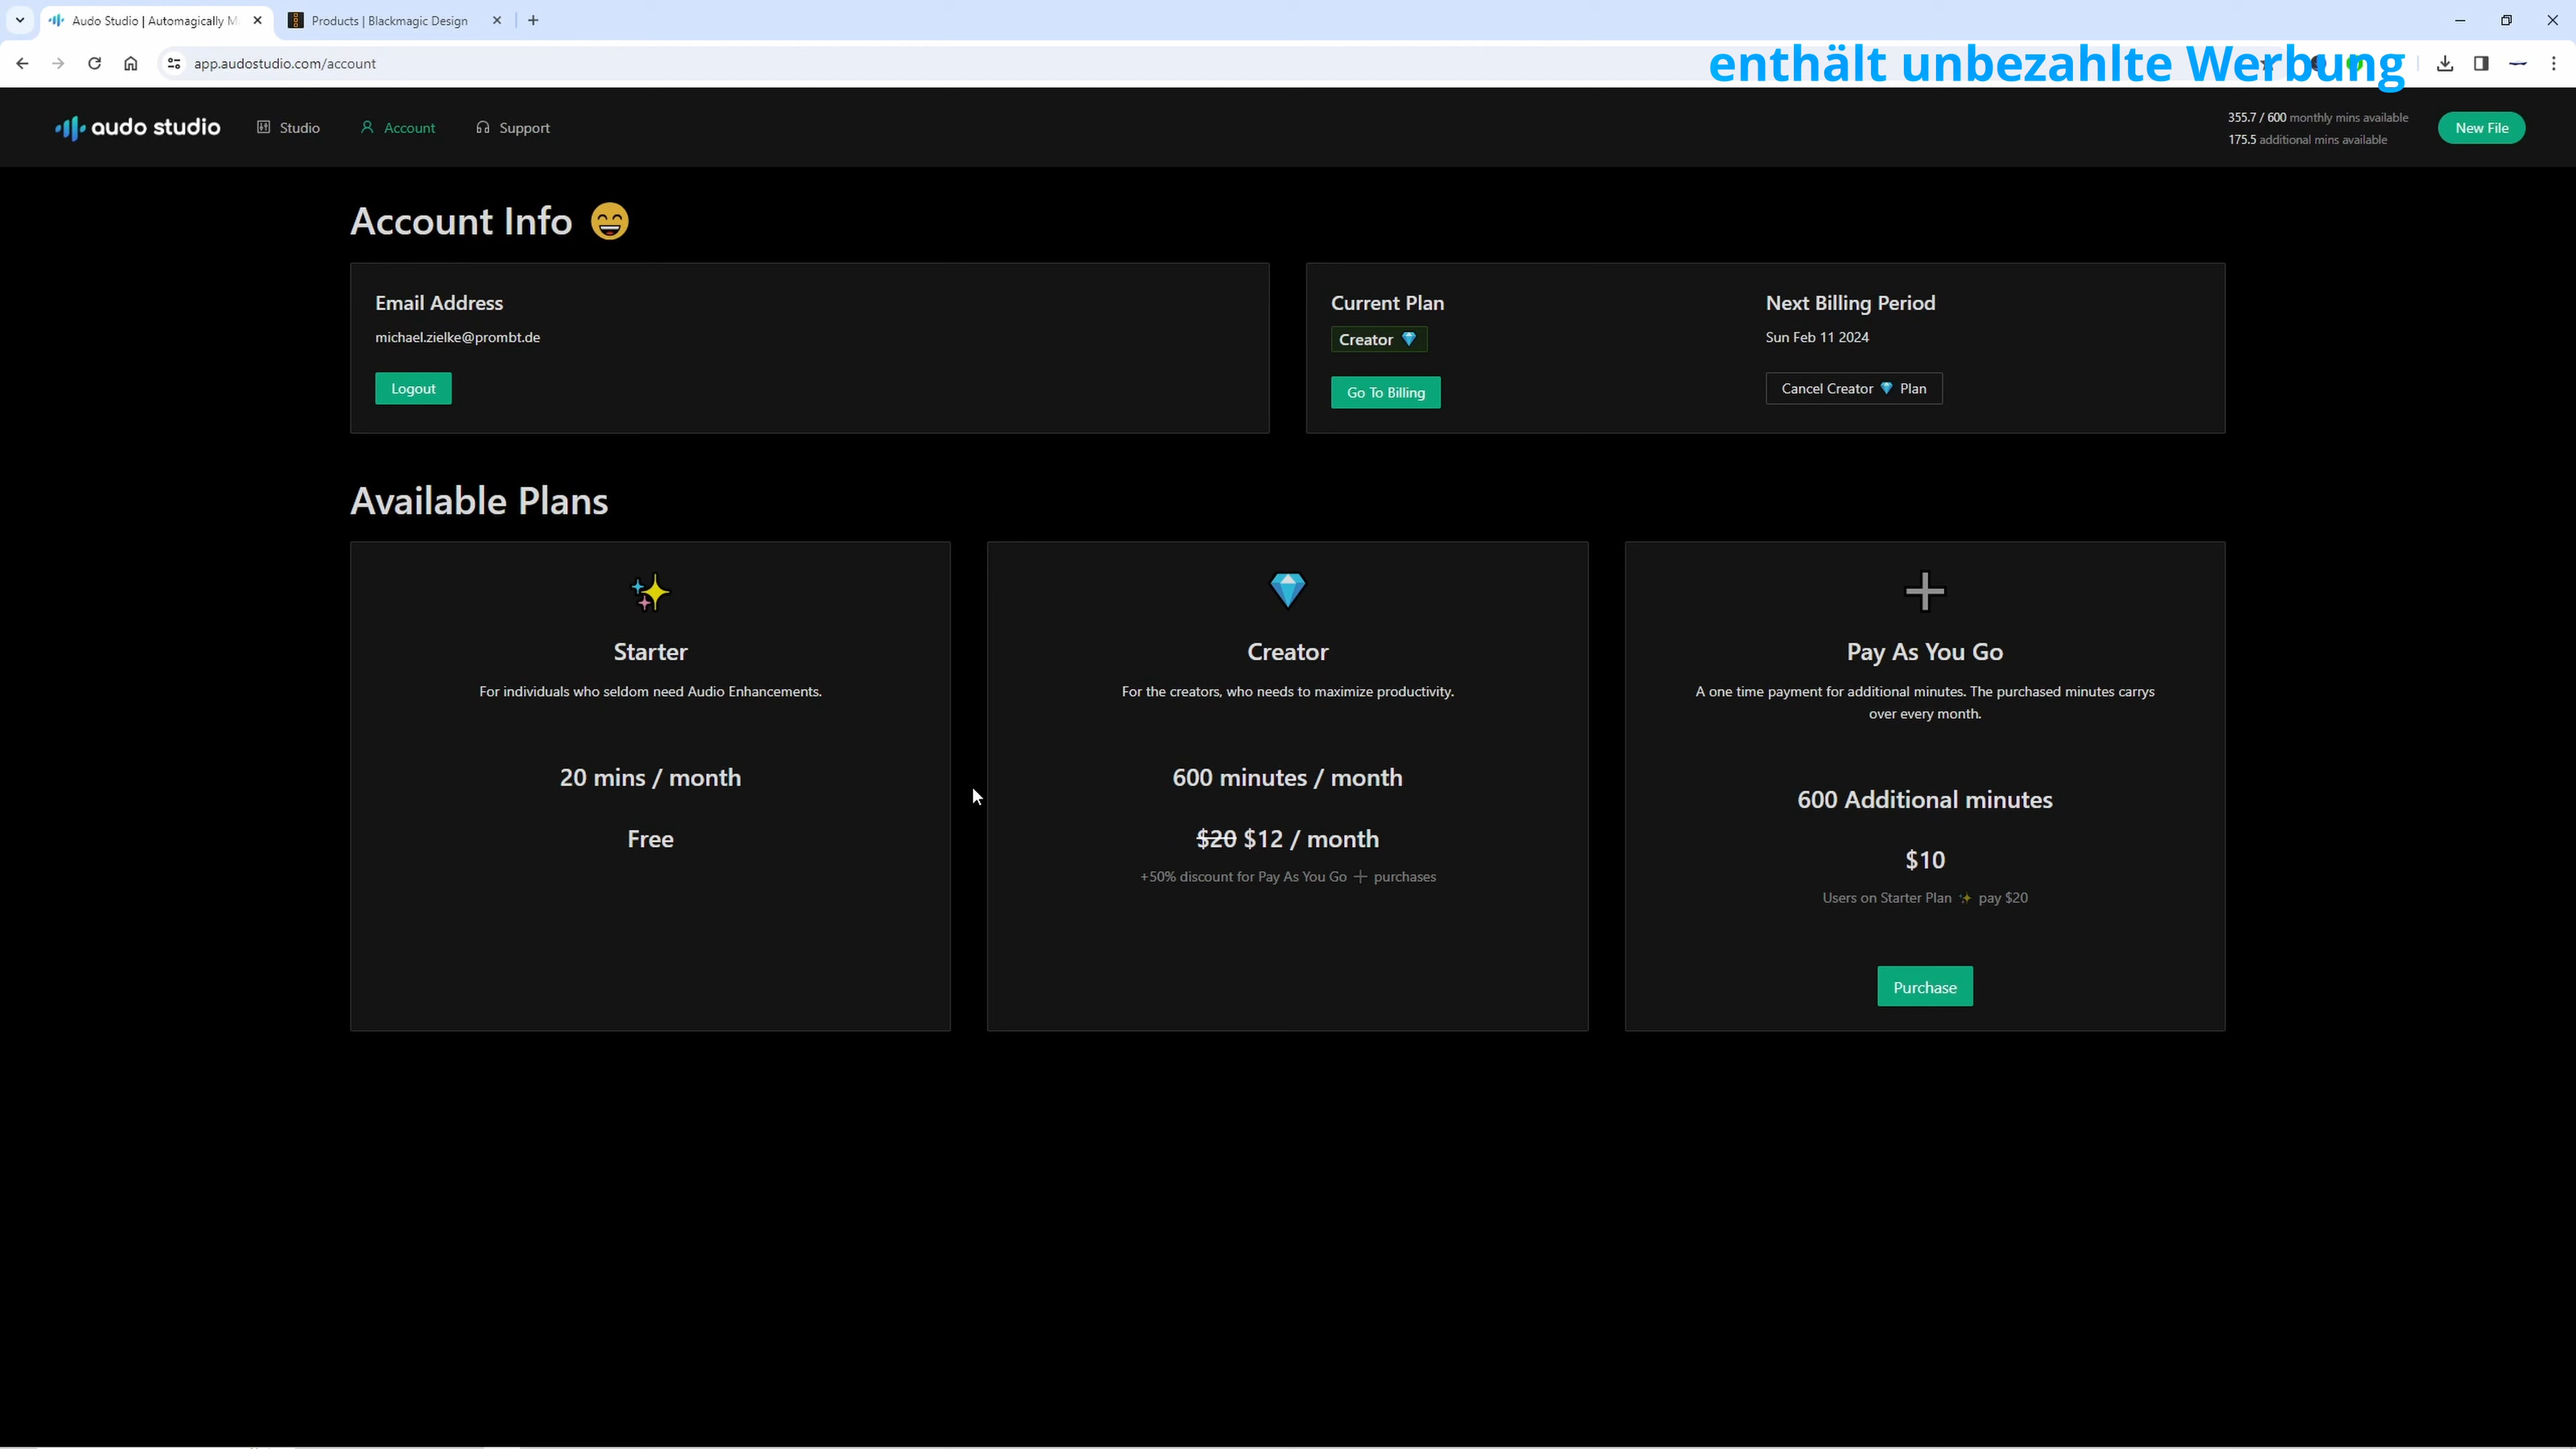 Audo Studio | Automagically M
Products | Blackmagic Design
app.audostudio.com/account
enthält unbezahlte Werbung
audo studio
Studio
Account
Support
355.7 / 600 monthly mins available
175.5 additional mins available
New File
Account Info 😄
Email Address
michael.zielke@prombt.de
Logout
Current Plan
Creator 💎
Go To Billing
Next Billing Period
Sun Feb 11 2024
Cancel Creator 💎 Plan
Available Plans
Starter
For individuals who seldom need Audio Enhancements.
20 mins / month
Free
Creator
For the creators, who needs to maximize productivity.
600 minutes / month
$20 $12 / month
+50% discount for Pay As You Go ➕ purchases
Pay As You Go
A one time payment for additional minutes. The purchased minutes carrys
over every month.
600 Additional minutes
$10
Users on Starter Plan ✨ pay $20
Purchase